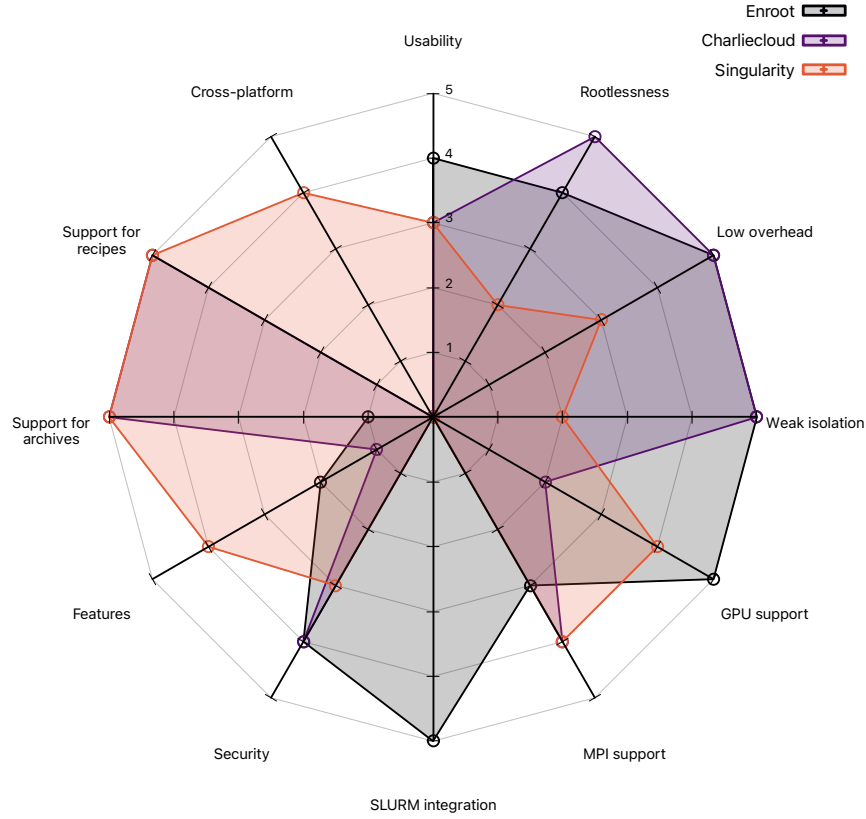 Enroot
Charliecloud
Singularity
Usability
Cross-platform
Rootlessness
5
4
3
2
1
Support for
recipes
Low overhead
Support for
archives
Weak isolation
Features
GPU support
Security
MPI support
SLURM integration